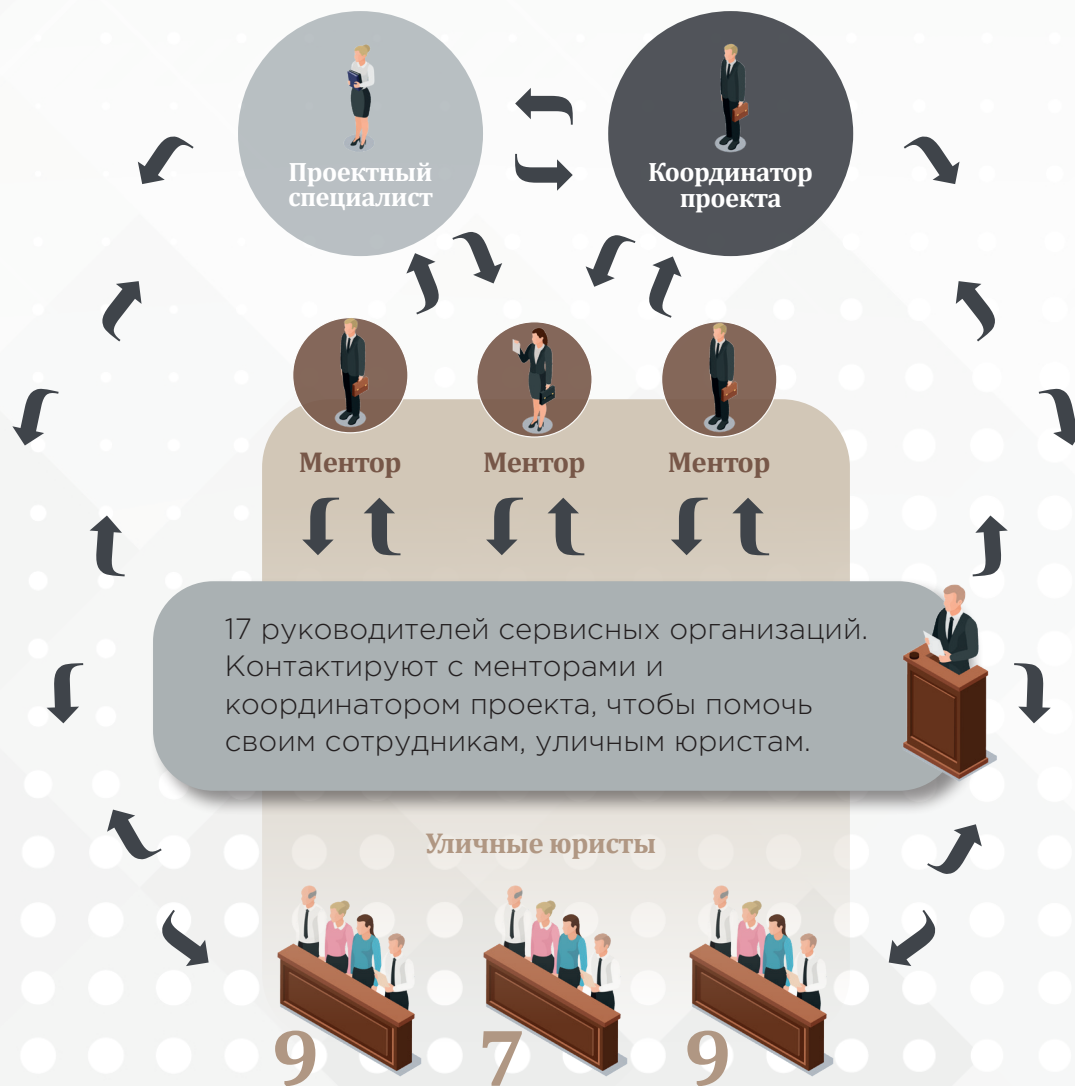 Проектный
специалист
Координатор
проекта
Ментор
Ментор
Ментор
17 руководителей сервисных организаций.
Контактируют с менторами и
координатором проекта, чтобы помочь
своим сотрудникам, уличным юристам.
Уличные юристы
9
7
9